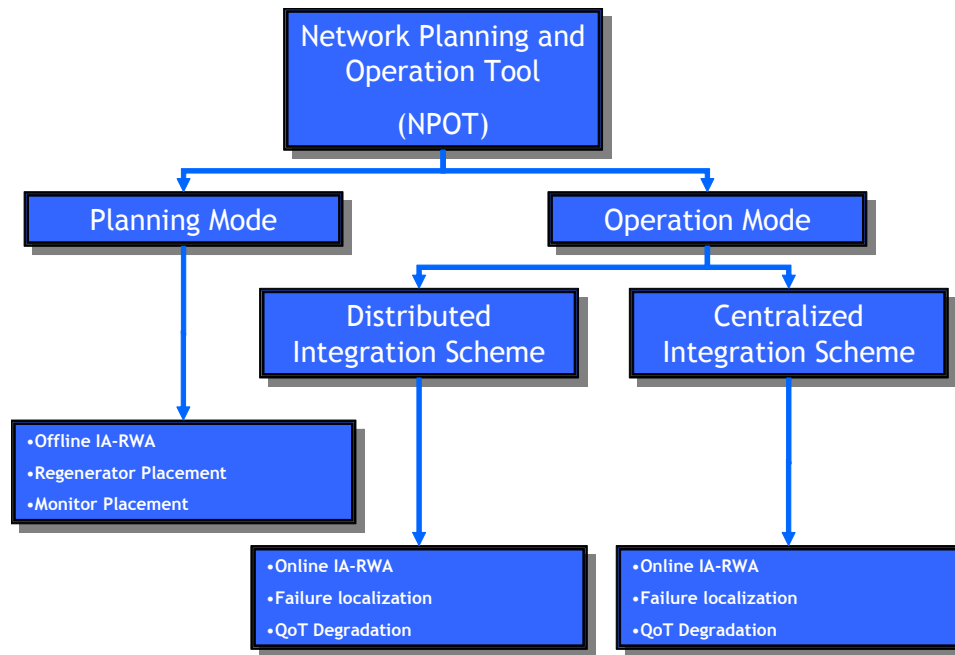 Network Planning and
Operation Tool
(NPOT)
Planning Mode
Operation Mode
Distributed
Integration Scheme
Centralized
Integration Scheme
•Offline IA-RWA
•Regenerator Placement
•Monitor Placement
•Online IA-RWA
•Failure localization
•QoT Degradation
•Online IA-RWA
•Failure localization
•QoT Degradation